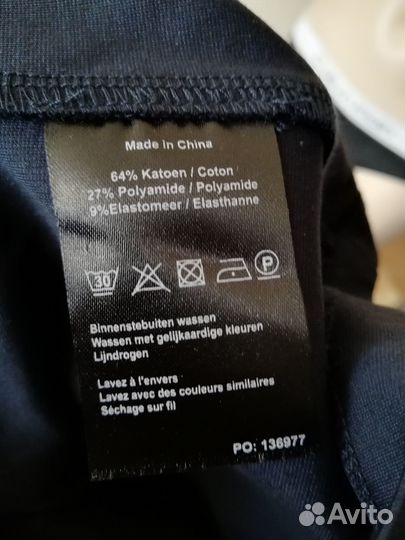 Made in China
64% Katoen / Coton
27% Polyamide / Polyamide
9%Elastomeer / Elasthanne
30 P
Binnenstebuiten wassen
Wassen met gelijkaardige kleuren
Lijndrogen
Lavez à l'envers
Lavez avec des couleurs similaires
Séchage sur fil
PO: 136977
Avito